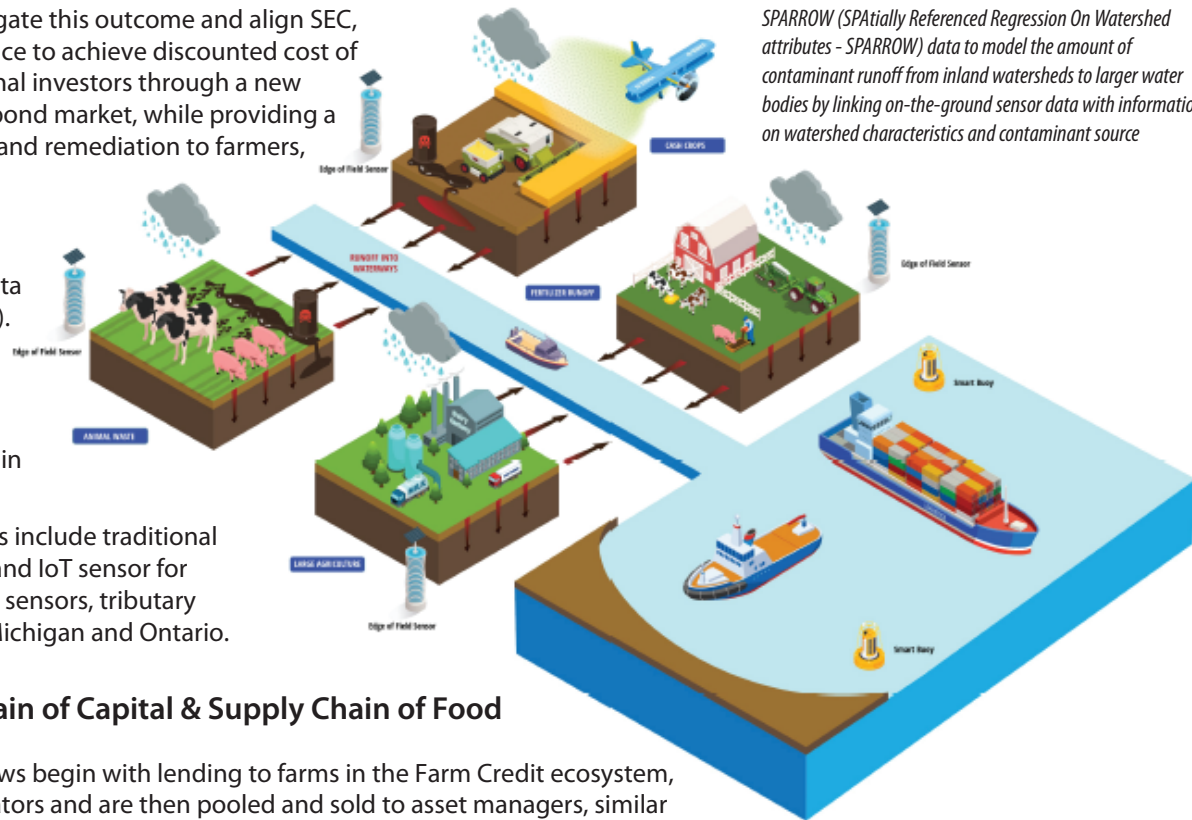 gate this outcome and align SEC,
ce to achieve discounted cost of
nal investors through a new
bond market, while providing a
and remediation to farmers,
ta
).
in
s include traditional
and IoT sensor for
sensors, tributary
Michigan and Ontario.
SPARROW (SPAtially Referenced Regression On Watershed
attributes - SPARROW) data to model the amount of
contaminant runoff from inland watersheds to larger water
bodies by linking on-the-ground sensor data with informatio
on watershed characteristics and contaminant source
CASH CROPS
Edge of Field Sensor
RUNOFF INTO
WATERWAYS
FERTILIZER RUNOFF
Edge of Field Sensor
Edge of Field Sensor
ANIMAL WASTE
Smart Buoy
MILK
LARGE AGRICULTURE
Edge of Field Sensor
Smart Buoy
ain of Capital & Supply Chain of Food
ws begin with lending to farms in the Farm Credit ecosystem,
ators and are then pooled and sold to asset managers, similar